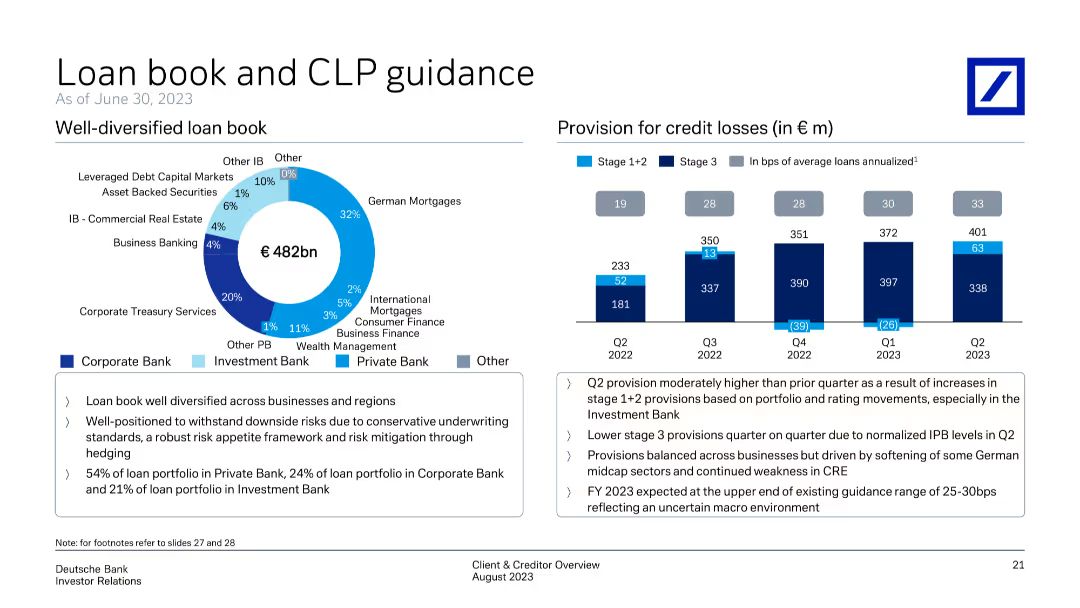 Loan book and CLP guidance
As of June 30, 2023
Well-diversified loan book
Other IB
Other
Leveraged Debt Capital Markets
Asset Backed Securities
IB - Commercial Real Estate
Business Banking
Corporate Treasury Services
Other PB
Wealth Management
Business Finance
Consumer Finance
International
Mortgages
German Mortgages
0%
10%
1%
6%
4%
4%
20%
1%
11%
3%
5%
2%
32%
€ 482bn
Corporate Bank
Investment Bank
Private Bank
Other
〉 Loan book well diversified across businesses and regions
〉 Well-positioned to withstand downside risks due to conservative underwriting
standards, a robust risk appetite framework and risk mitigation through
hedging
〉 54% of loan portfolio in Private Bank, 24% of loan portfolio in Corporate Bank
and 21% of loan portfolio in Investment Bank
Provision for credit losses (in € m)
Stage 1+2
Stage 3
In bps of average loans annualized1
19
28
28
30
33
233
52
181
350
13
337
351
390
(39)
372
397
(26)
401
63
338
Q2
2022
Q3
2022
Q4
2022
Q1
2023
Q2
2023
〉 Q2 provision moderately higher than prior quarter as a result of increases in
stage 1+2 provisions based on portfolio and rating movements, especially in the
Investment Bank
〉 Lower stage 3 provisions quarter on quarter due to normalized IPB levels in Q2
〉 Provisions balanced across businesses but driven by softening of some German
midcap sectors and continued weakness in CRE
〉 FY 2023 expected at the upper end of existing guidance range of 25-30bps
reflecting an uncertain macro environment
Note: for footnotes refer to slides 27 and 28
Deutsche Bank
Investor Relations
Client & Creditor Overview
August 2023
21